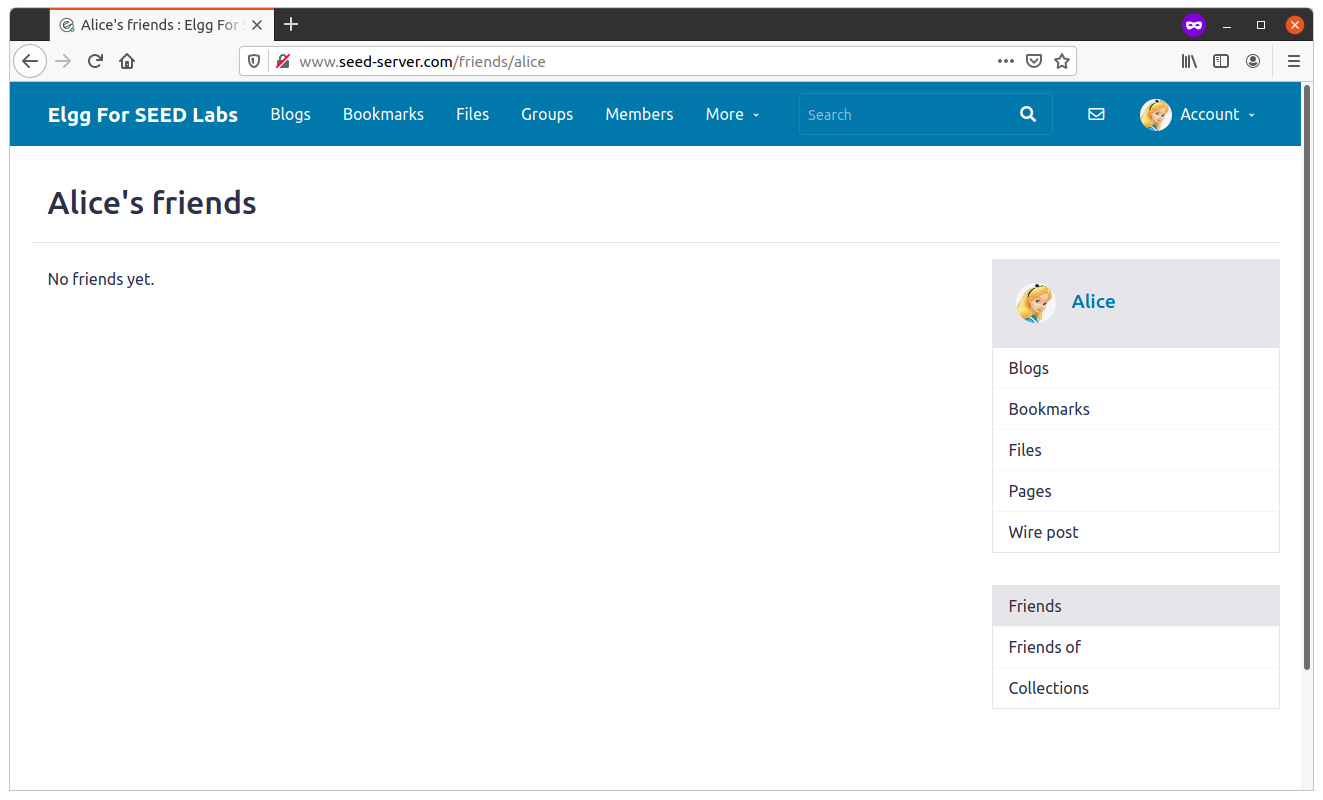 Alice's friends : Elgg For S
www.seed-server.com/friends/alice
Elgg For SEED Labs Blogs Bookmarks Files Groups Members More Search Account
Alice's friends
No friends yet.
Alice
Blogs
Bookmarks
Files
Pages
Wire post
Friends
Friends of
Collections